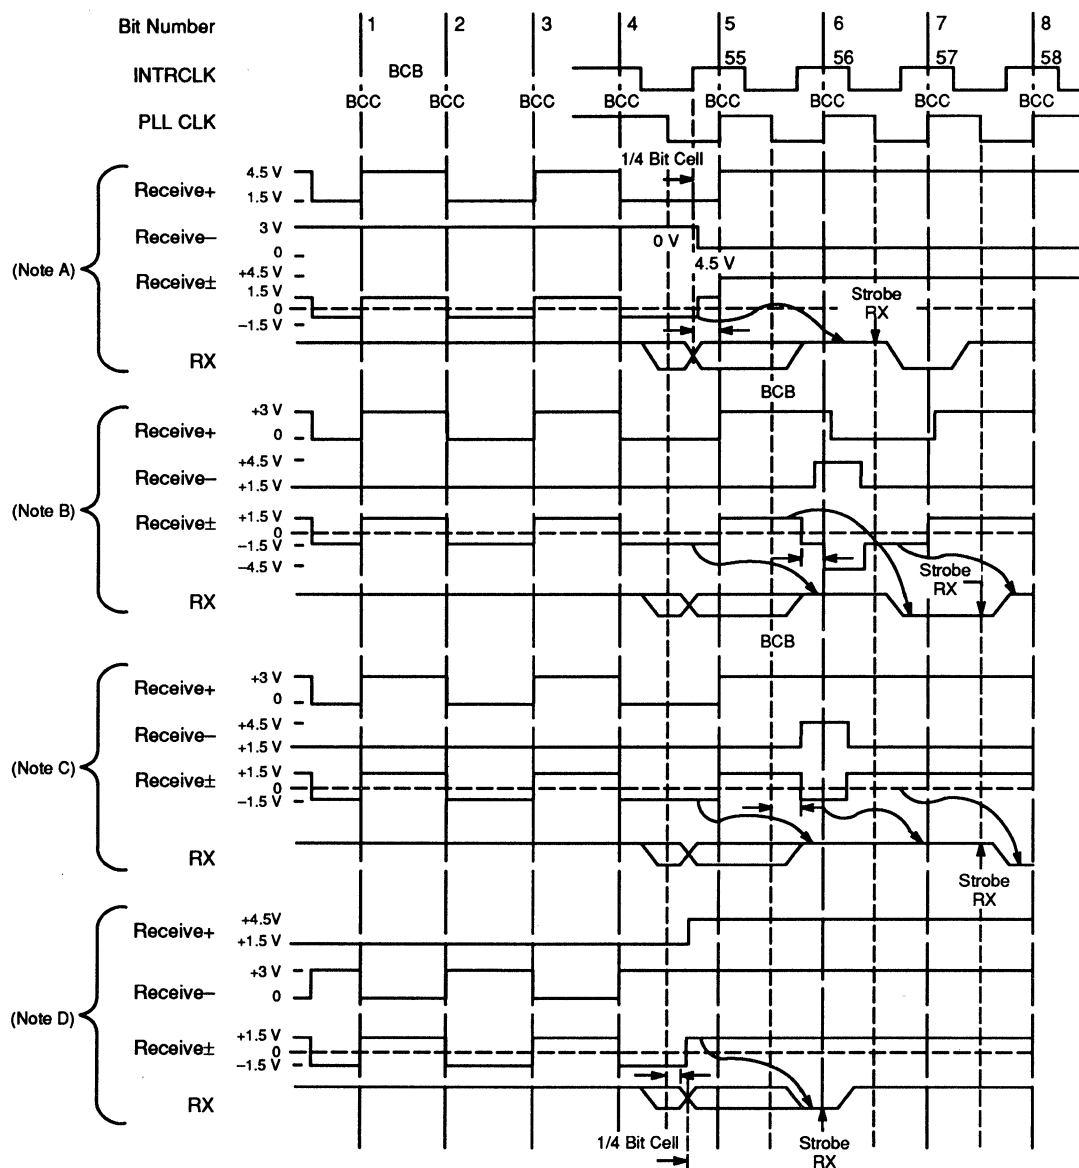 Bit Number 1 2 3 4 5 6 7 8
55 56 57 58
INTRCLK BCB
BCC BCC BCC BCC BCC BCC BCC BCC
PLL CLK
1/4 Bit Cell
4.5 V
Receive+
1.5 V
3 V
Receive–
0 V
0
(Note A)
4.5 V
+4.5 V
Receive±
1.5 V
0
Strobe
RX
–1.5 V
RX
BCB
+3 V
Receive+
0
+4.5 V
Receive–
+1.5 V
(Note B)
+1.5 V
Receive±
0
–1.5 V
–4.5 V
Strobe
RX
RX
BCB
+3 V
Receive+
0
+4.5 V
Receive–
+1.5 V
(Note C)
+1.5 V
Receive±
0
–1.5 V
RX
Strobe
RX
+4.5V
Receive+
+1.5 V
+3 V
Receive–
0
(Note D)
+1.5 V
Receive±
0
–1.5 V
RX
1/4 Bit Cell
Strobe
RX